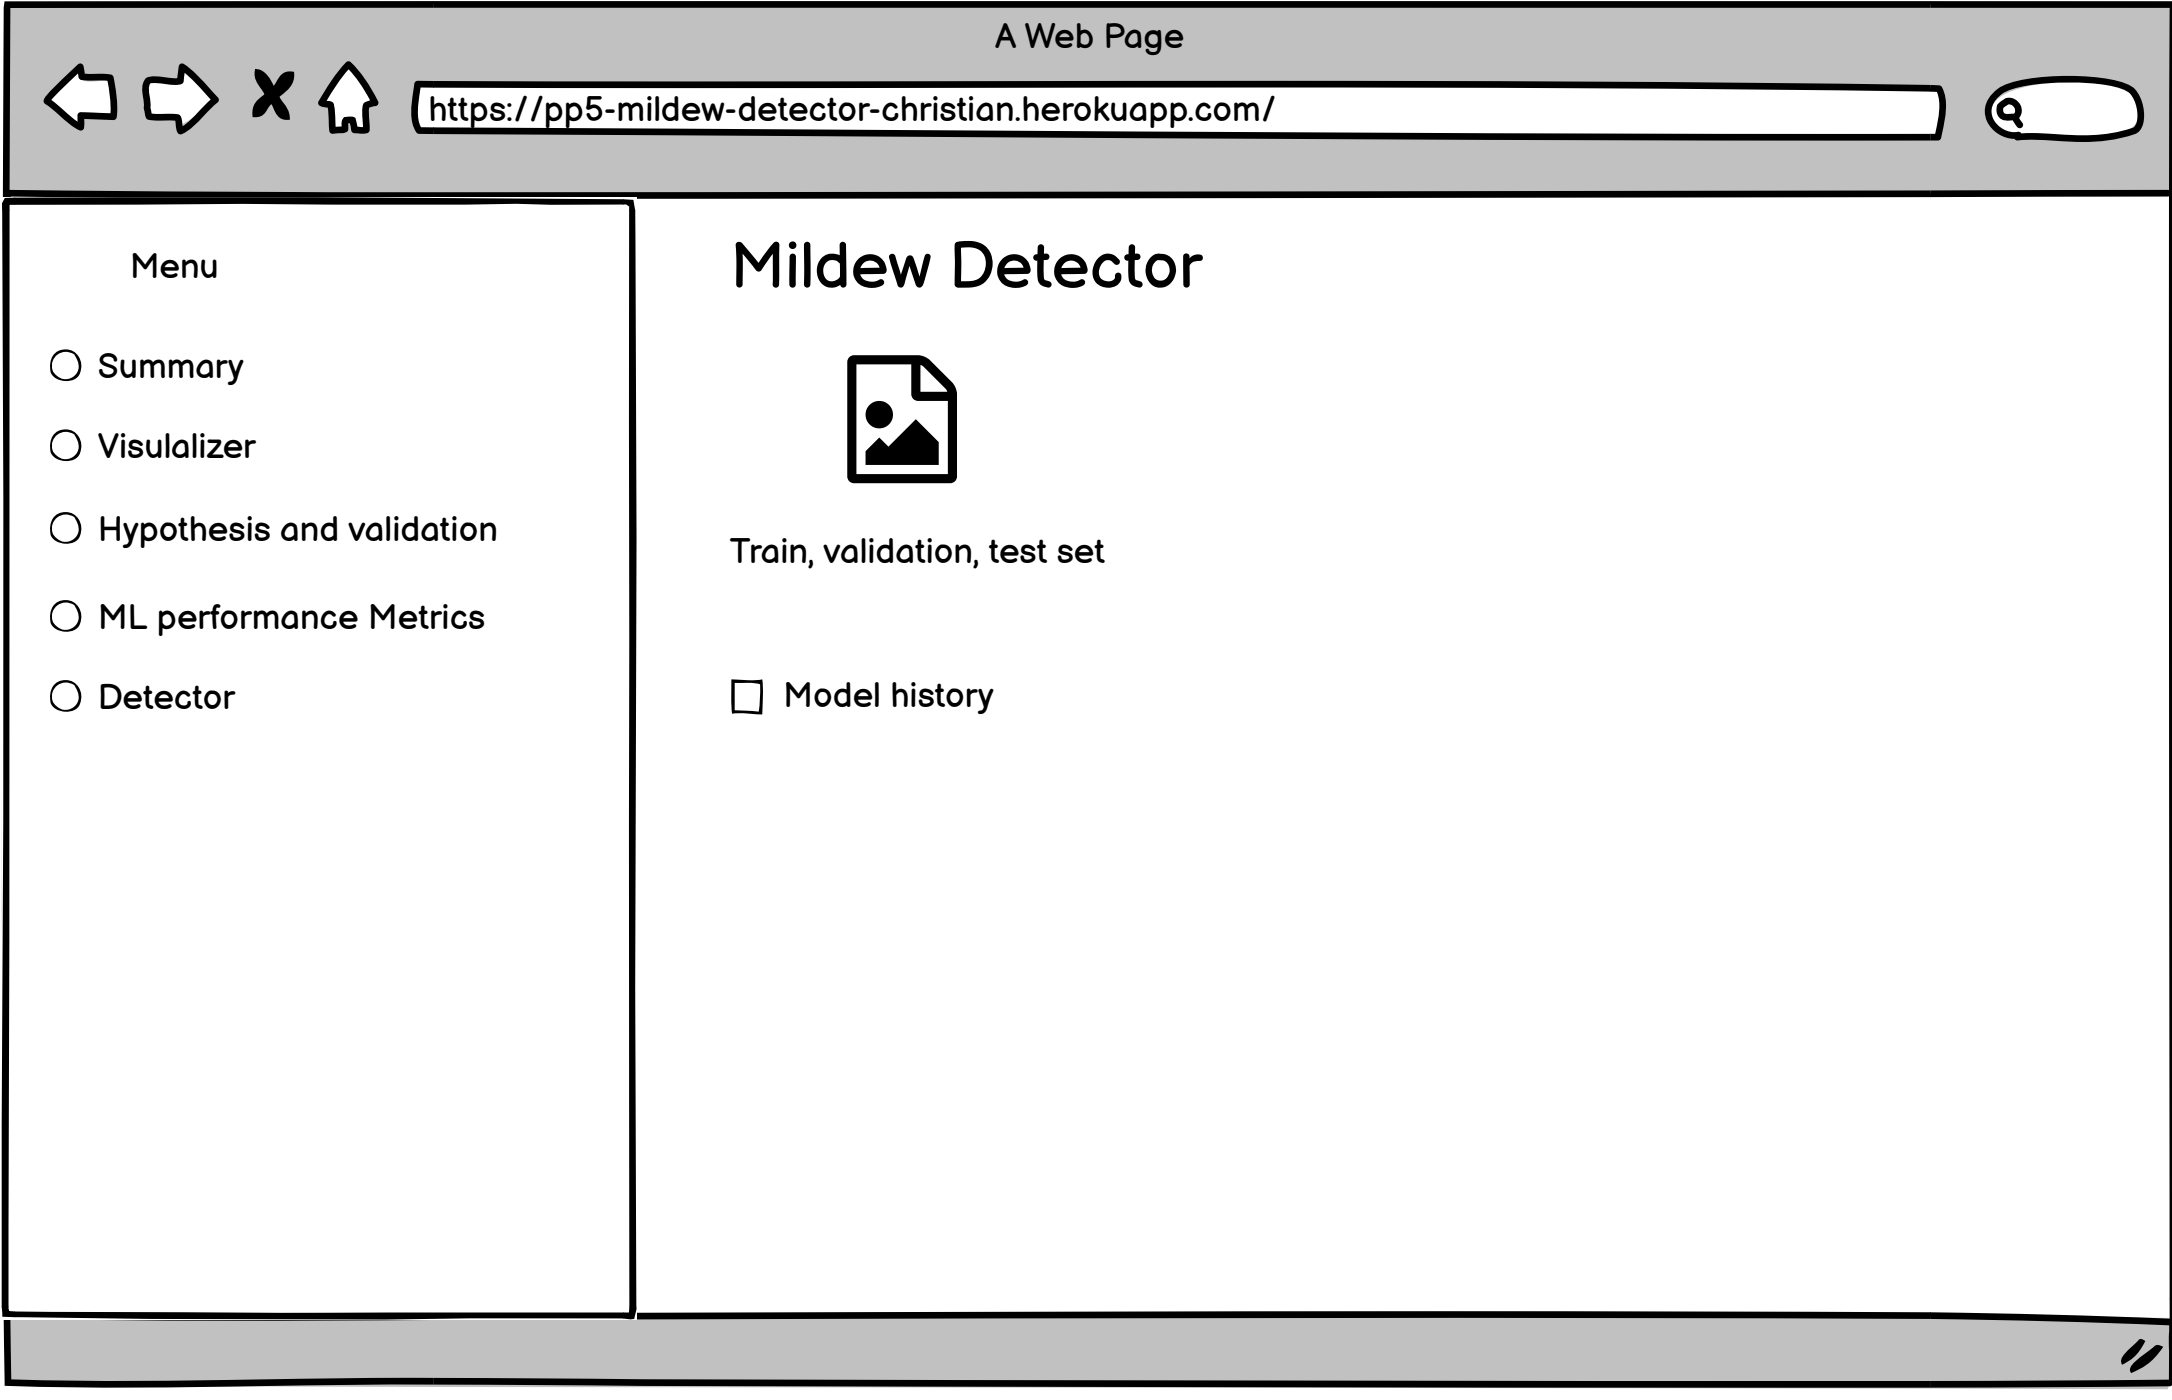 A Web Page
https://pp5-mildew-detector-christian.herokuapp.com/
Menu
Summary
Visulalizer
Hypothesis and validation
ML performance Metrics
Detector
Mildew Detector
Train, validation, test set
Model history